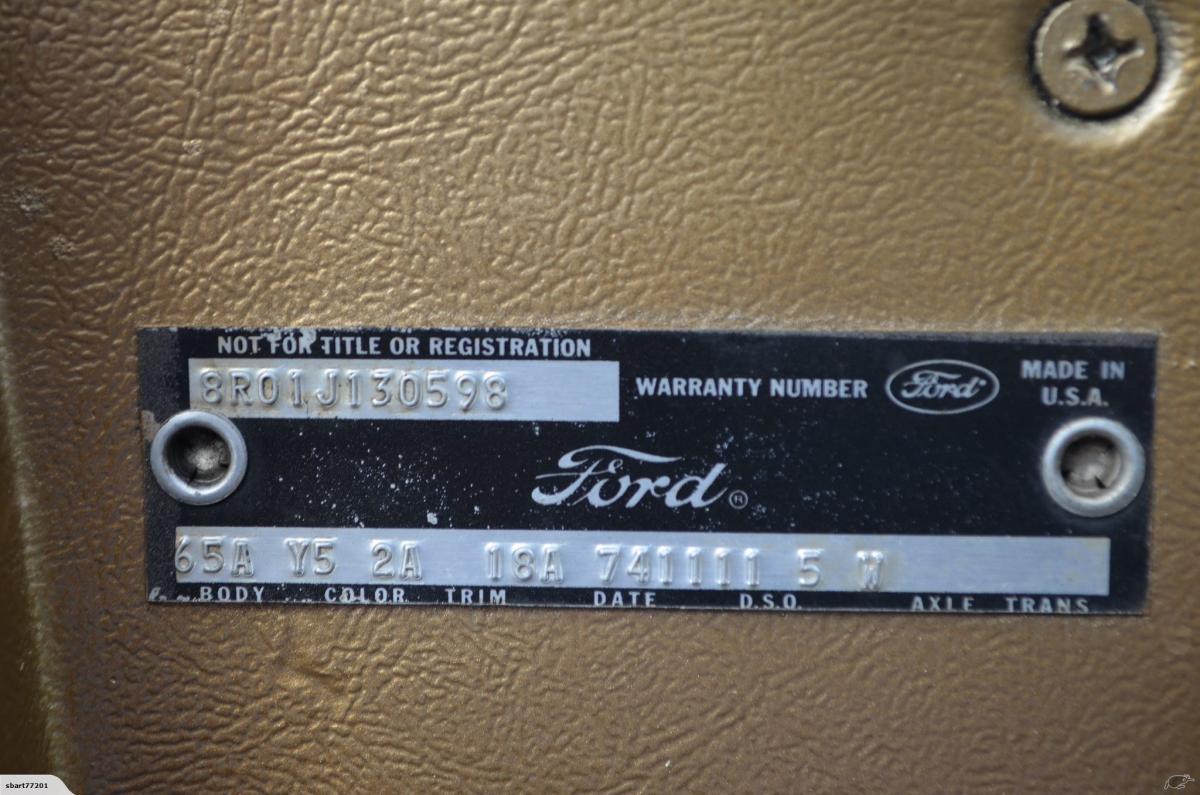 NOT FOR TITLE OR REGISTRATION
8R01J130598
WARRANTY NUMBER
Ford
MADE IN
U.S.A.
Ford®
65A Y5 2A 18A 741111 5 W
BODY COLOR TRIM DATE D.S.O. AXLE TRANS
sbart77201